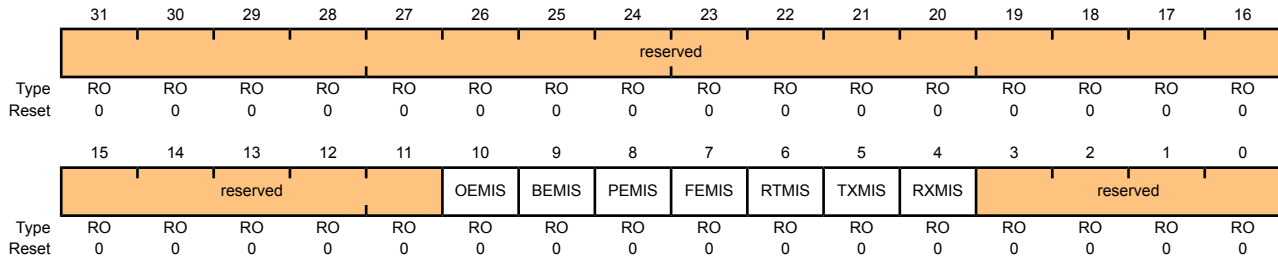 31 30 29 28 27 26 25 24 23 22 21 20 19 18 17 16
reserved
Type RO RO RO RO RO RO RO RO RO RO RO RO RO RO RO RO
Reset 0 0 0 0 0 0 0 0 0 0 0 0 0 0 0 0
15 14 13 12 11 10 9 8 7 6 5 4 3 2 1 0
reserved OEMIS BEMIS PEMIS FEMIS RTMIS TXMIS RXMIS reserved
Type RO RO RO RO RO RO RO RO RO RO RO RO RO RO RO RO
Reset 0 0 0 0 0 0 0 0 0 0 0 0 0 0 0 0